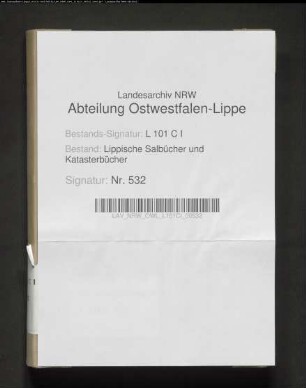 Landesarchiv NRW
Abteilung Ostwestfalen-Lippe
Bestands-Signatur: L 101 C I
Bestand: Lippische Salbücher und
Katasterbücher
Signatur: Nr. 532